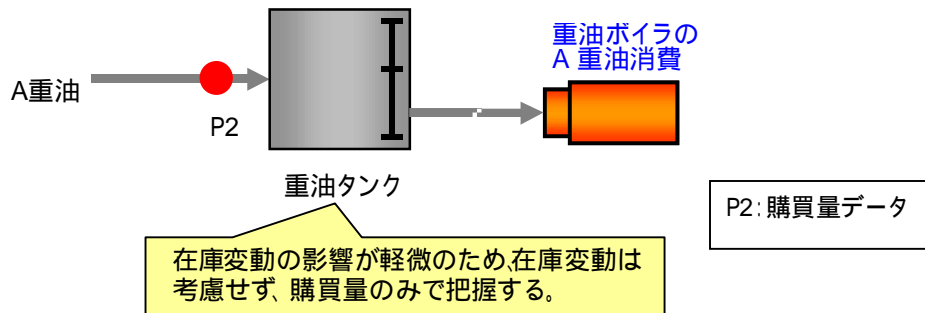 重油ボイラの
A 重油消費
A重油
P2
重油タンク
P2:購買量データ
在庫変動の影響が軽微のため、在庫変動は
考慮せず、購買量のみで把握する。